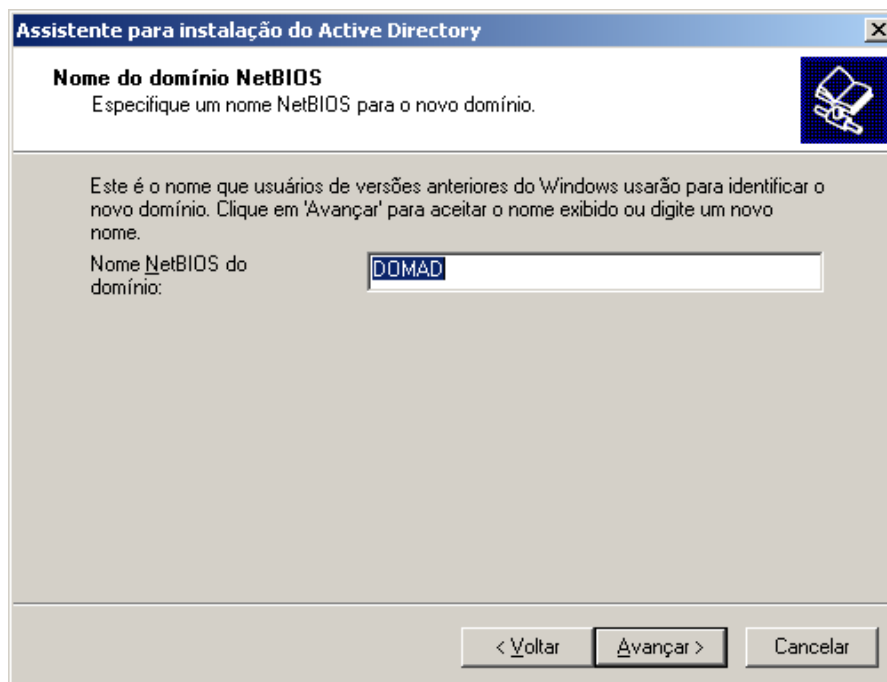 Assistente para instalação do Active Directory
Nome do domínio NetBIOS
Especifique um nome NetBIOS para o novo domínio.
Este é o nome que usuários de versões anteriores do Windows usarão para identificar o
novo domínio. Clique em 'Avançar' para aceitar o nome exibido ou digite um novo
nome.
Nome NetBIOS do
domínio:
DOMAD
< Voltar
Avançar >
Cancelar